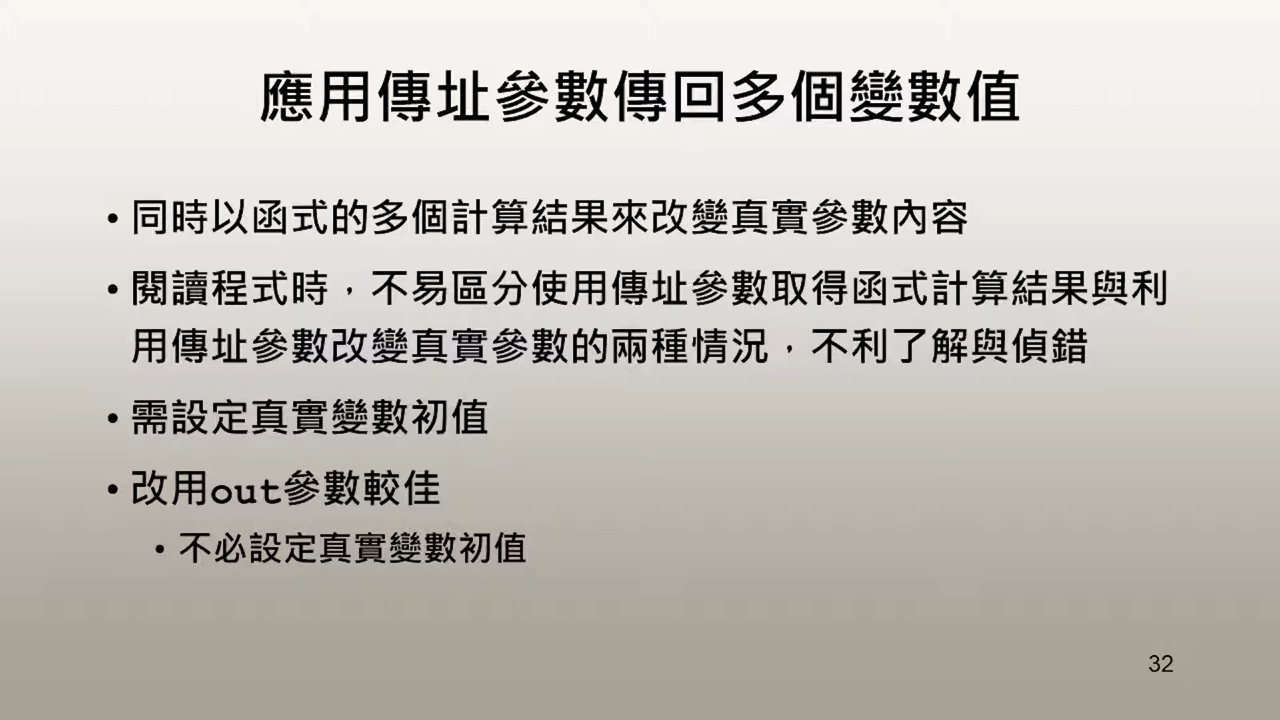 應用傳址參數傳回多個變數值
• 同時以函式的多個計算結果來改變真實參數內容
• 閱讀程式時，不易區分使用傳址參數取得函式計算結果與利
用傳址參數改變真實參數的兩種情況，不利了解與偵錯
• 需設定真實變數初值
• 改用out參數較佳
• 不必設定真實變數初值
32